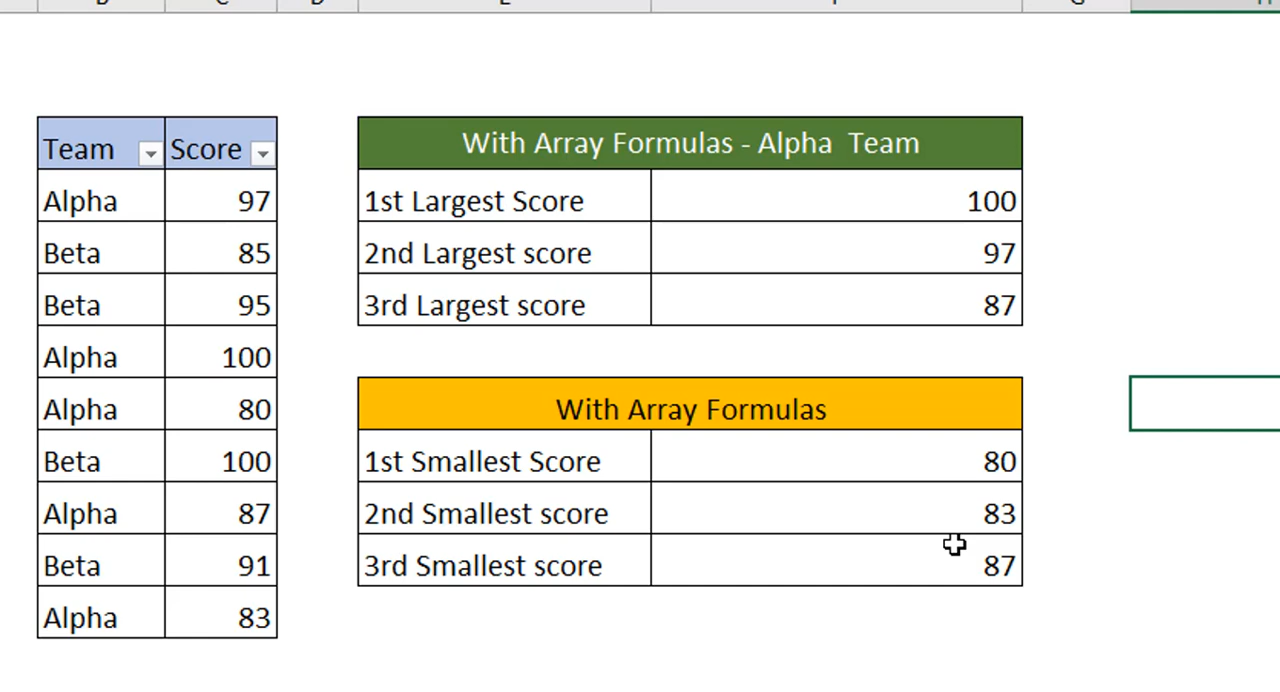 Team Score
Alpha 97
Beta 85
Beta 95
Alpha 100
Alpha 80
Beta 100
Alpha 87
Beta 91
Alpha 83
With Array Formulas - Alpha  Team
1st Largest Score 100
2nd Largest score 97
3rd Largest score 87
With Array Formulas
1st Smallest Score 80
2nd Smallest score 83
3rd Smallest score 87